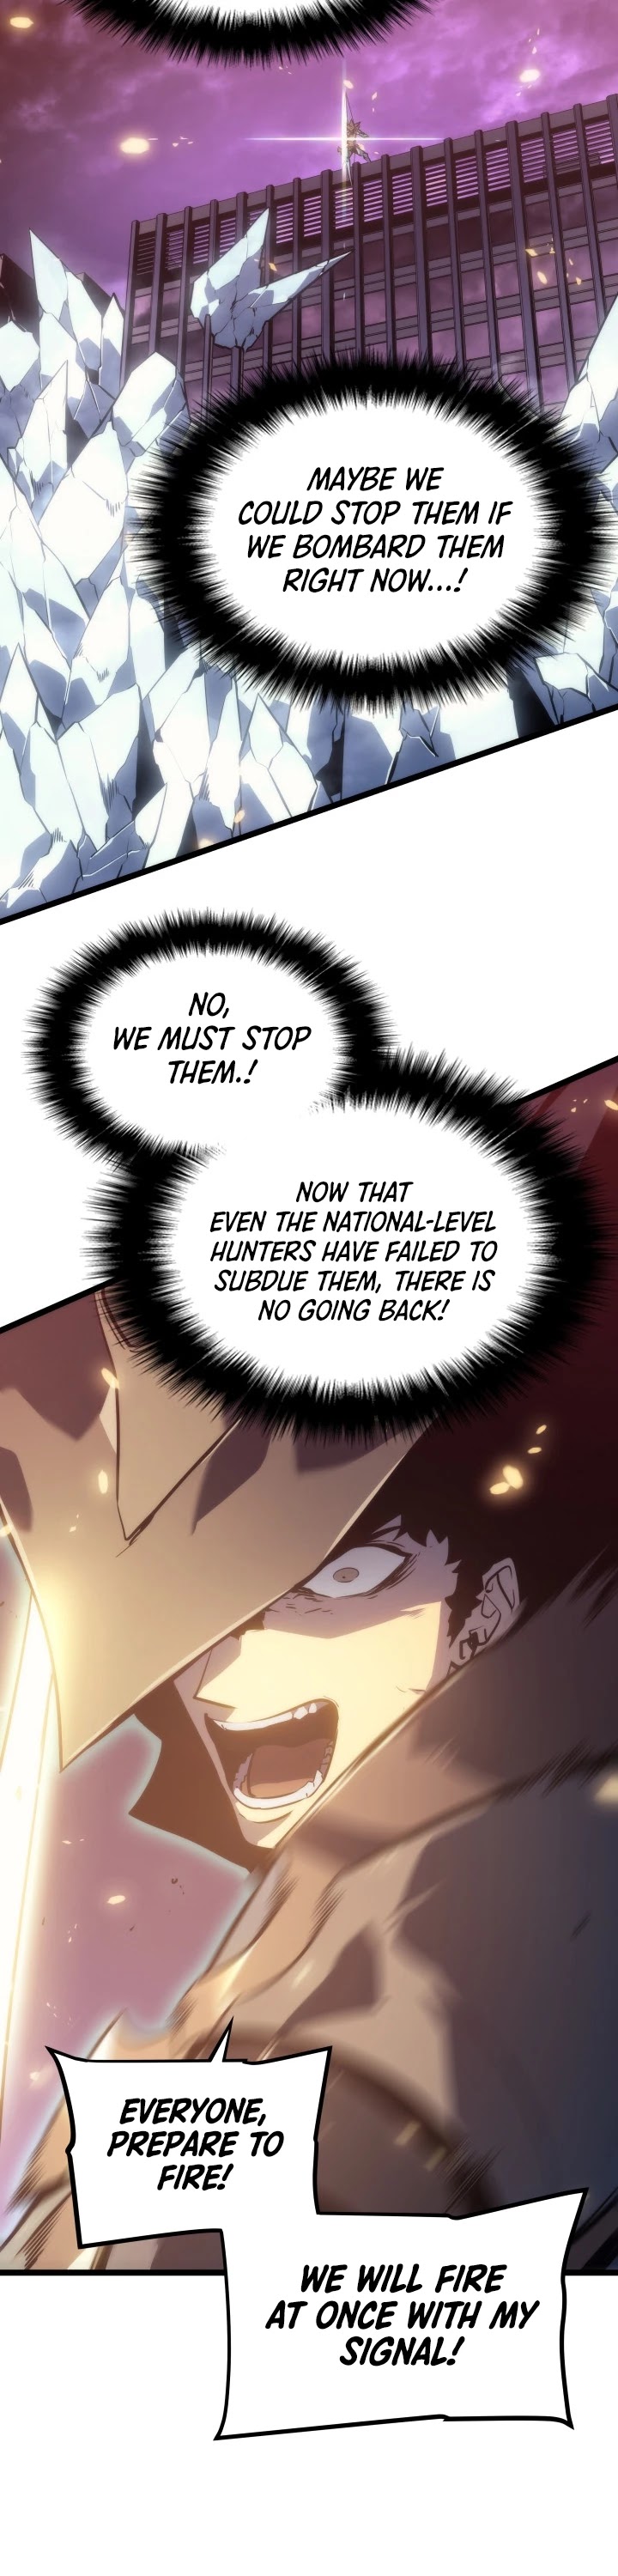 MAYBE WE
COULD STOP THEM IF
WE BOMBARD THEM
RIGHT NOW...!
NO,
WE MUST STOP
THEM.!
NOW THAT
EVEN THE NATIONAL-LEVEL
HUNTERS HAVE FAILED TO
SUBDUE THEM, THERE IS
NO GOING BACK!
EVERYONE,
PREPARE TO
FIRE!
WE WILL FIRE
AT ONCE WITH MY
SIGNAL!